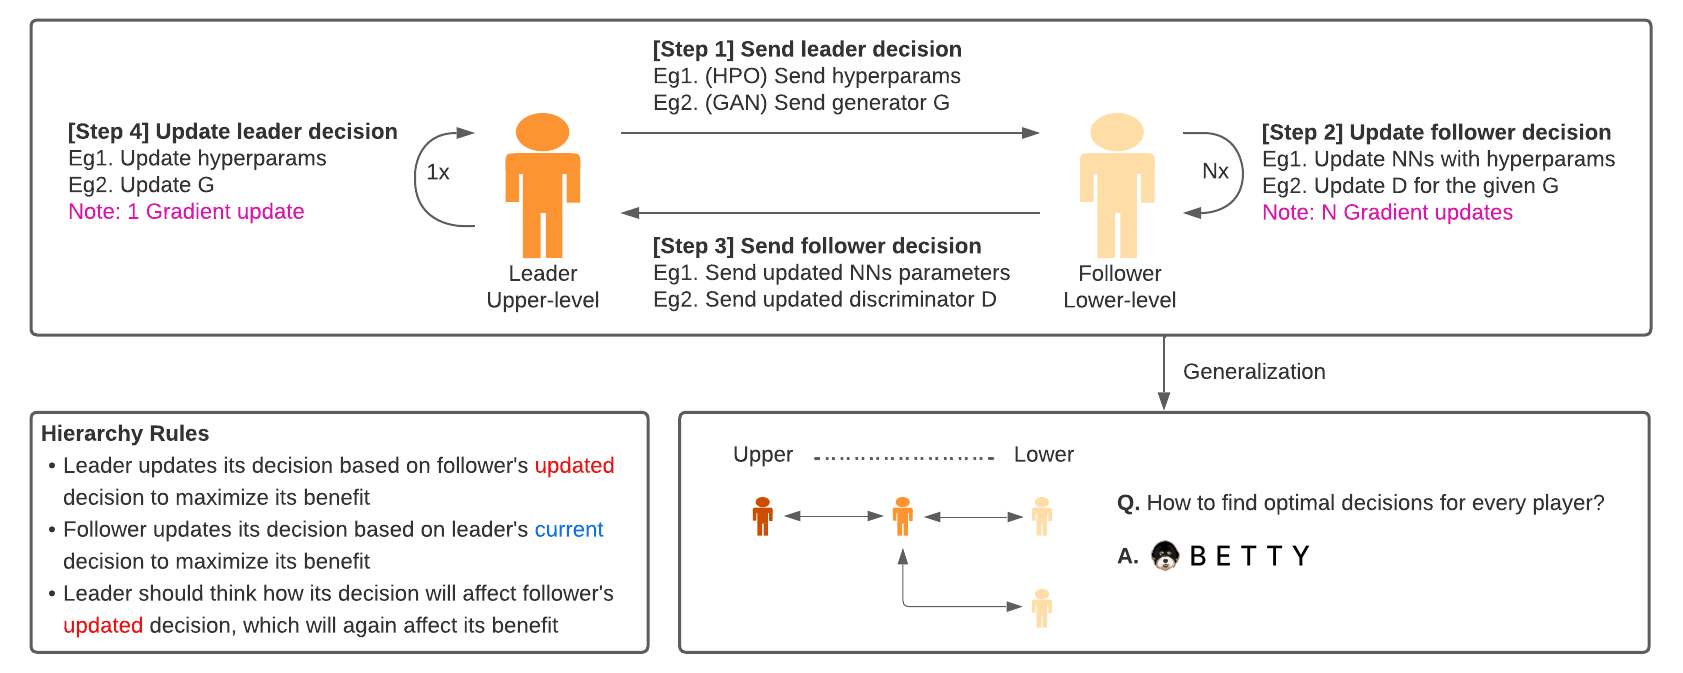 [Step 1] Send leader decision
Eg1. (HPO) Send hyperparams
Eg2. (GAN) Send generator G
[Step 4] Update leader decision
Eg1. Update hyperparams
Eg2. Update G
Note: 1 Gradient update
1x
Nx
[Step 2] Update follower decision
Eg1. Update NNs with hyperparams
Eg2. Update D for the given G
Note: N Gradient updates
[Step 3] Send follower decision
Eg1. Send updated NNs parameters
Eg2. Send updated discriminator D
Leader
Upper-level
Follower
Lower-level
Generalization
Hierarchy Rules
• Leader updates its decision based on follower's updated
decision to maximize its benefit
• Follower updates its decision based on leader's current
decision to maximize its benefit
• Leader should think how its decision will affect follower's
updated decision, which will again affect its benefit
Upper
Lower
Q. How to find optimal decisions for every player?
A. BETTY